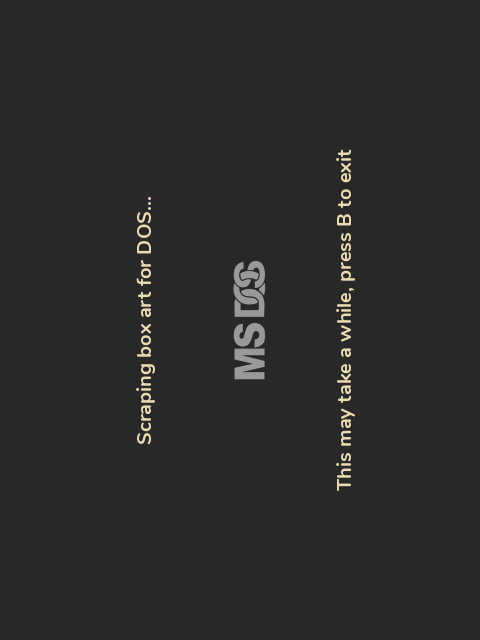 Scraping box art for DOS...
MS DOS
This may take a while, press B to exit